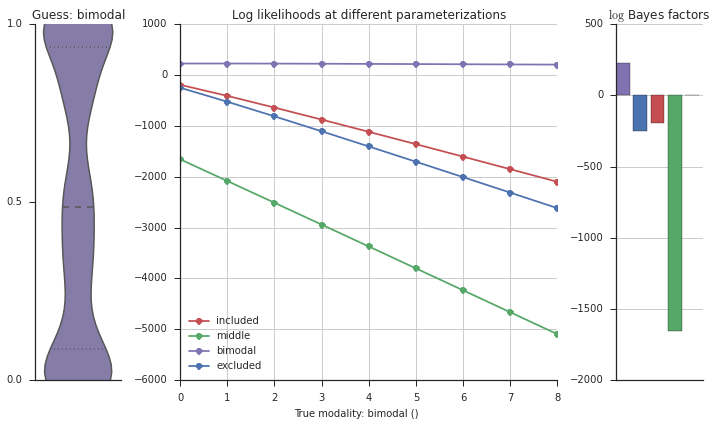 Guess: bimodal
1.0
0.5
0.0
Log likelihoods at different parameterizations
1000
0
−1000
−2000
−3000
−4000
−5000
−6000
included
middle
bimodal
excluded
0 1 2 3 4 5 6 7 8
True modality: bimodal ()
log Bayes factors
500
0
−500
−1000
−1500
−2000